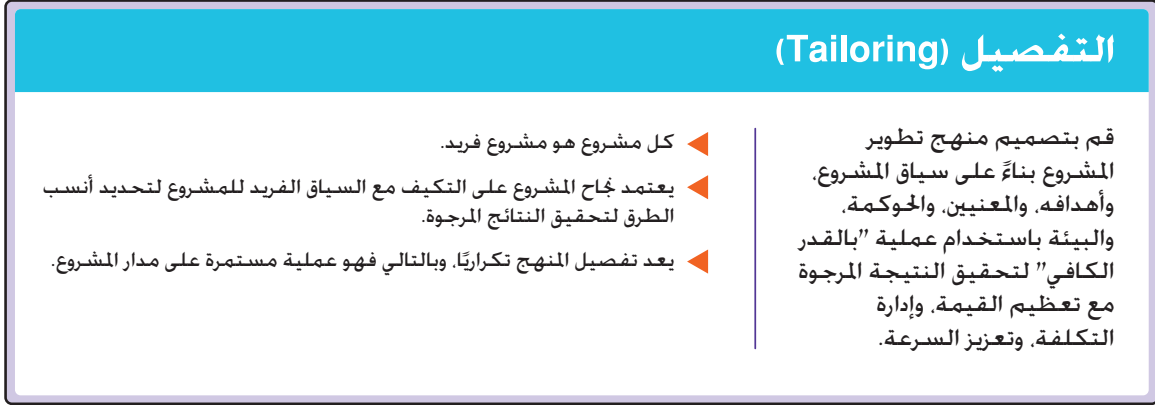 التفصيل (Tailoring)
قم بتصميم منهج تطوير
المشروع بناءً على سياق المشروع،
وأهدافه، والمعنيين، والحوكمة،
والبيئة باستخدام عملية "بالقدر
الكافي" لتحقيق النتيجة المرجوة
مع تعظيم القيمة، وإدارة
التكلفة، وتعزيز السرعة.
كل مشروع هو مشروع فريد.
يعتمد نجاح المشروع على التكيف مع السياق الفريد للمشروع لتحديد أنسب
الطرق لتحقيق النتائج المرجوة.
يعد تفصيل المنهج تكراريًا، وبالتالي فهو عملية مستمرة على مدار المشروع.